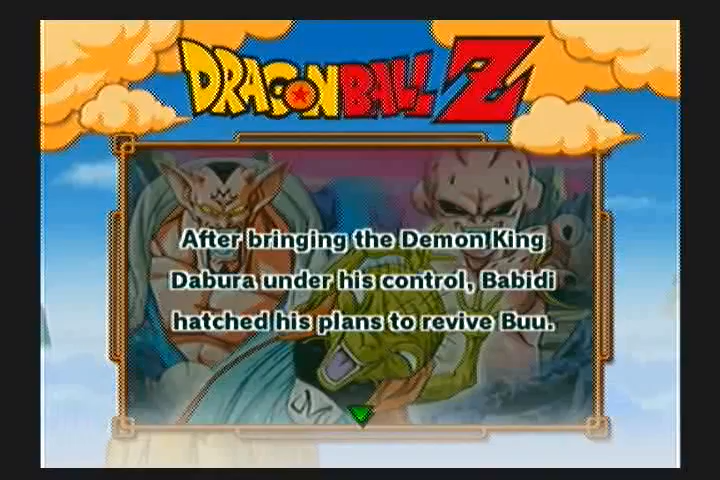 DRAGON BALL Z
After bringing the Demon King
Dabura under his control, Babidi
hatched his plans to revive Buu.